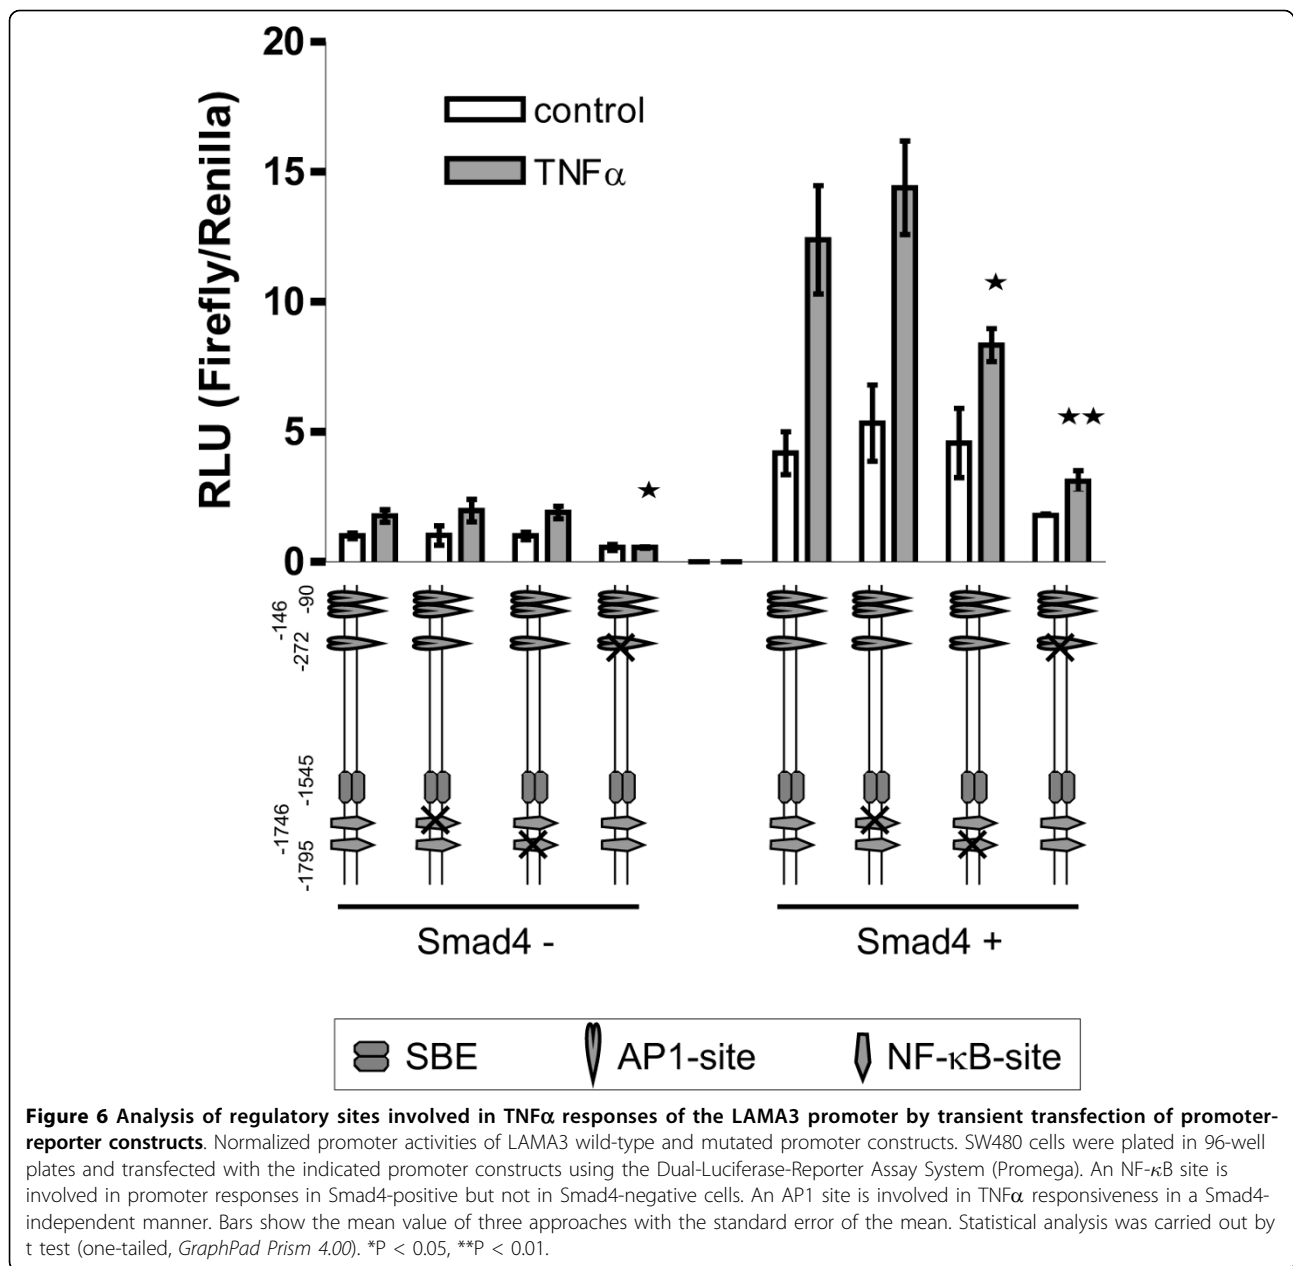 20
15
10
5
0
RLU (Firefly/Renilla)
control
TNFα
★
★
★★
-90
-146
-272
-1545
-1746
-1795
Smad4 -
Smad4 +
SBE
AP1-site
NF-κB-site
Figure 6 Analysis of regulatory sites involved in TNFα responses of the LAMA3 promoter by transient transfection of promoter-
reporter constructs. Normalized promoter activities of LAMA3 wild-type and mutated promoter constructs. SW480 cells were plated in 96-well
plates and transfected with the indicated promoter constructs using the Dual-Luciferase-Reporter Assay System (Promega). An NF-κB site is
involved in promoter responses in Smad4-positive but not in Smad4-negative cells. An AP1 site is involved in TNFα responsiveness in a Smad4-
independent manner. Bars show the mean value of three approaches with the standard error of the mean. Statistical analysis was carried out by
t test (one-tailed, GraphPad Prism 4.00). *P < 0.05, **P < 0.01.